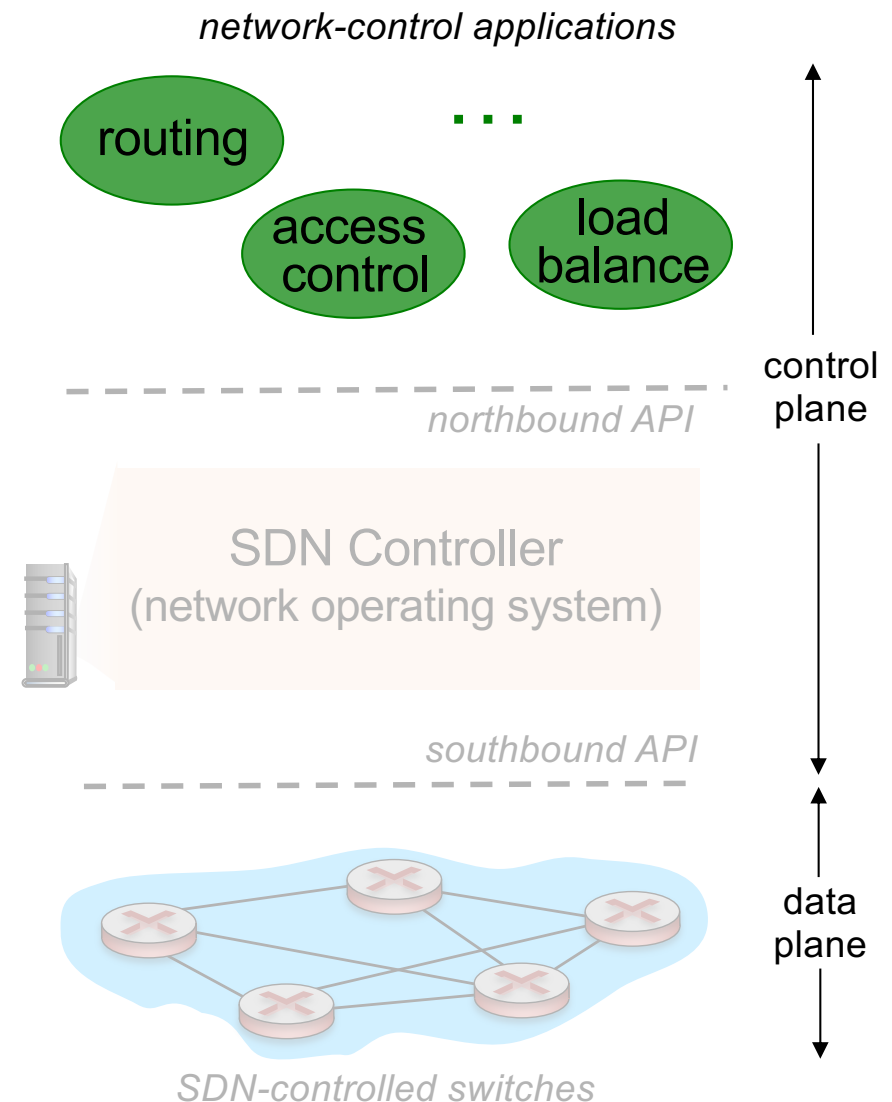 network-control applications
routing
...
access
control
load
balance
control
plane
northbound API
SDN Controller
(network operating system)
southbound API
data
plane
SDN-controlled switches